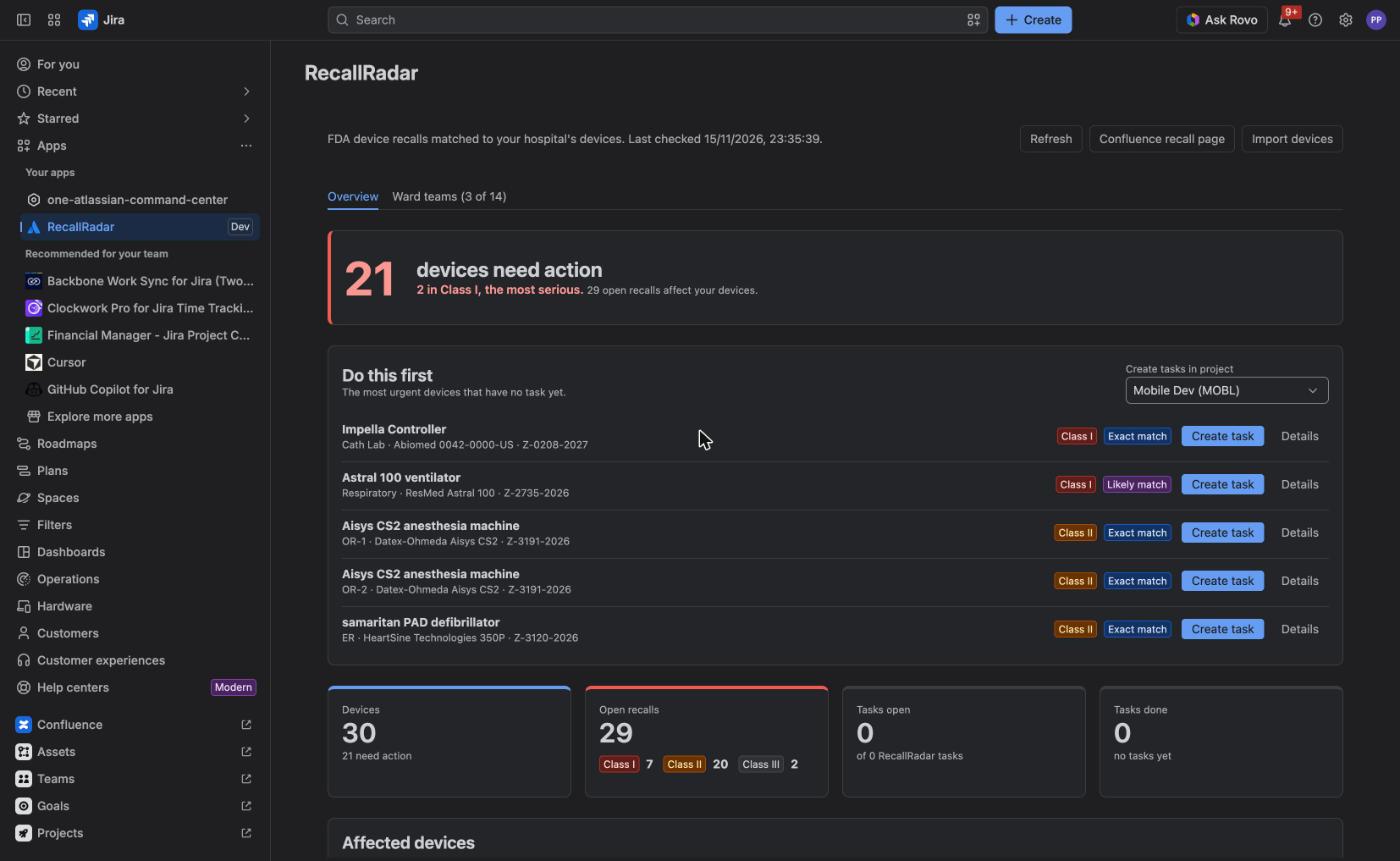 Jira
Search
Create
Ask Rovo
9+
PP
For you
Recent
Starred
Apps
Your apps
one-atlassian-command-center
RecallRadar
Dev
Recommended for your team
Backbone Work Sync for Jira (Two...
Clockwork Pro for Jira Time Tracki...
Financial Manager - Jira Project C...
Cursor
GitHub Copilot for Jira
Explore more apps
Roadmaps
Plans
Spaces
Filters
Dashboards
Operations
Hardware
Customers
Customer experiences
Help centers
Modern
Confluence
Assets
Teams
Goals
Projects
RecallRadar
FDA device recalls matched to your hospital's devices. Last checked 15/11/2026, 23:35:39.
Refresh
Confluence recall page
Import devices
Overview
Ward teams (3 of 14)
21
devices need action
2 in Class I, the most serious. 29 open recalls affect your devices.
Do this first
The most urgent devices that have no task yet.
Create tasks in project
Mobile Dev (MOBL)
Impella Controller
Cath Lab · Abiomed 0042-0000-US · Z-0208-2027
Class I
Exact match
Create task
Details
Astral 100 ventilator
Respiratory · ResMed Astral 100 · Z-2735-2026
Class I
Likely match
Create task
Details
Aisys CS2 anesthesia machine
OR-1 · Datex-Ohmeda Aisys CS2 · Z-3191-2026
Class II
Exact match
Create task
Details
Aisys CS2 anesthesia machine
OR-2 · Datex-Ohmeda Aisys CS2 · Z-3191-2026
Class II
Exact match
Create task
Details
samaritan PAD defibrillator
ER · HeartSine Technologies 350P · Z-3120-2026
Class II
Exact match
Create task
Details
Devices
30
21 need action
Open recalls
29
Class I 7 Class II 20 Class III 2
Tasks open
0
of 0 RecallRadar tasks
Tasks done
0
no tasks yet
Affected devices